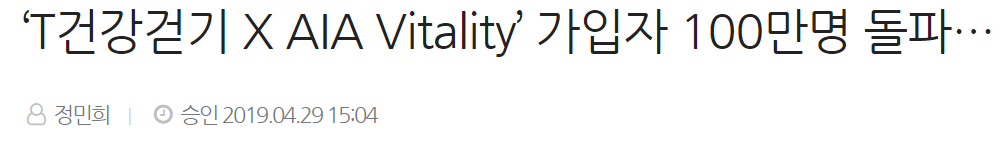 ‘T건강걷기 X AIA Vitality’ 가입자 100만명 돌파…
정민희 | 승인 2019.04.29 15:04